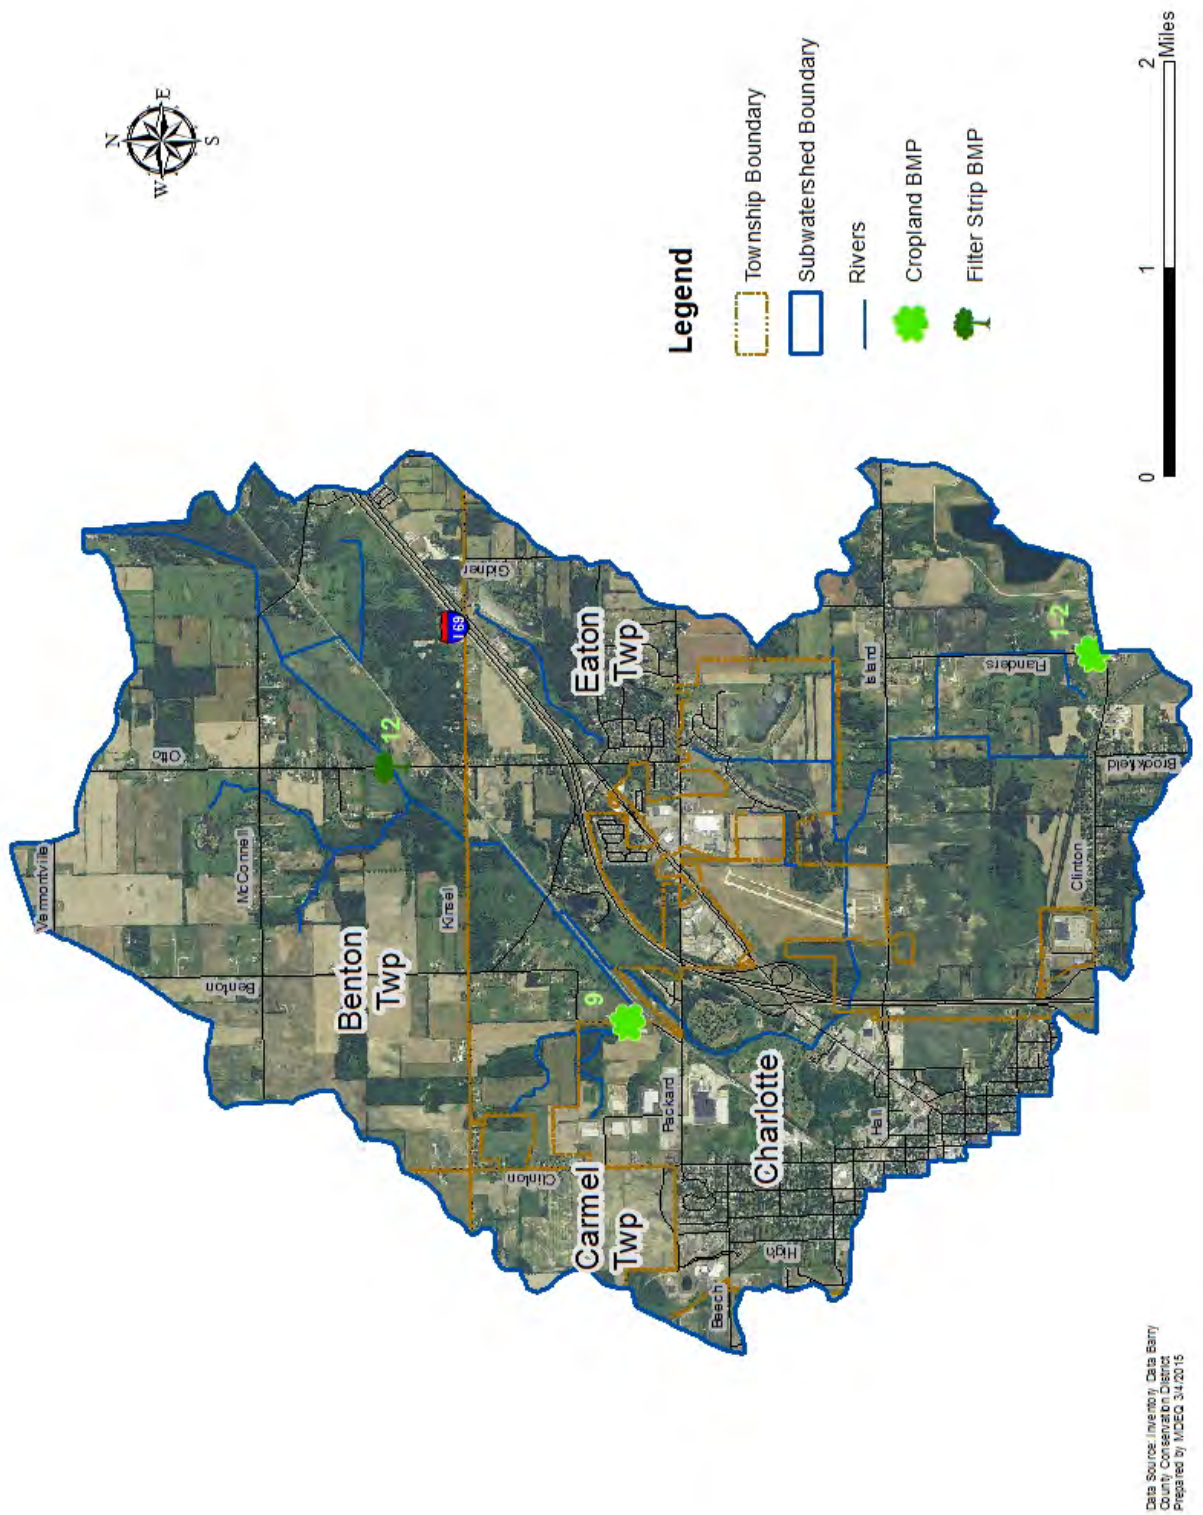 N
W
E
S
Vermontville
McConnell
Otto
Benton
12
Benton
Twp
Kinsel
I 69
Gidner
9
Clinton
Carmel
Twp
Eaton
Twp
Packard
Beech
High
Charlotte
Hall
Island
Flanders
1-2
Clinton
Brookfield
Legend
Township Boundary
Subwatershed Boundary
Rivers
Cropland BMP
Filter Strip BMP
0
1
2
Miles
Data Source: Inventory Data Barry
County Conservation District
Prepared by MDEQ 3/4/2015